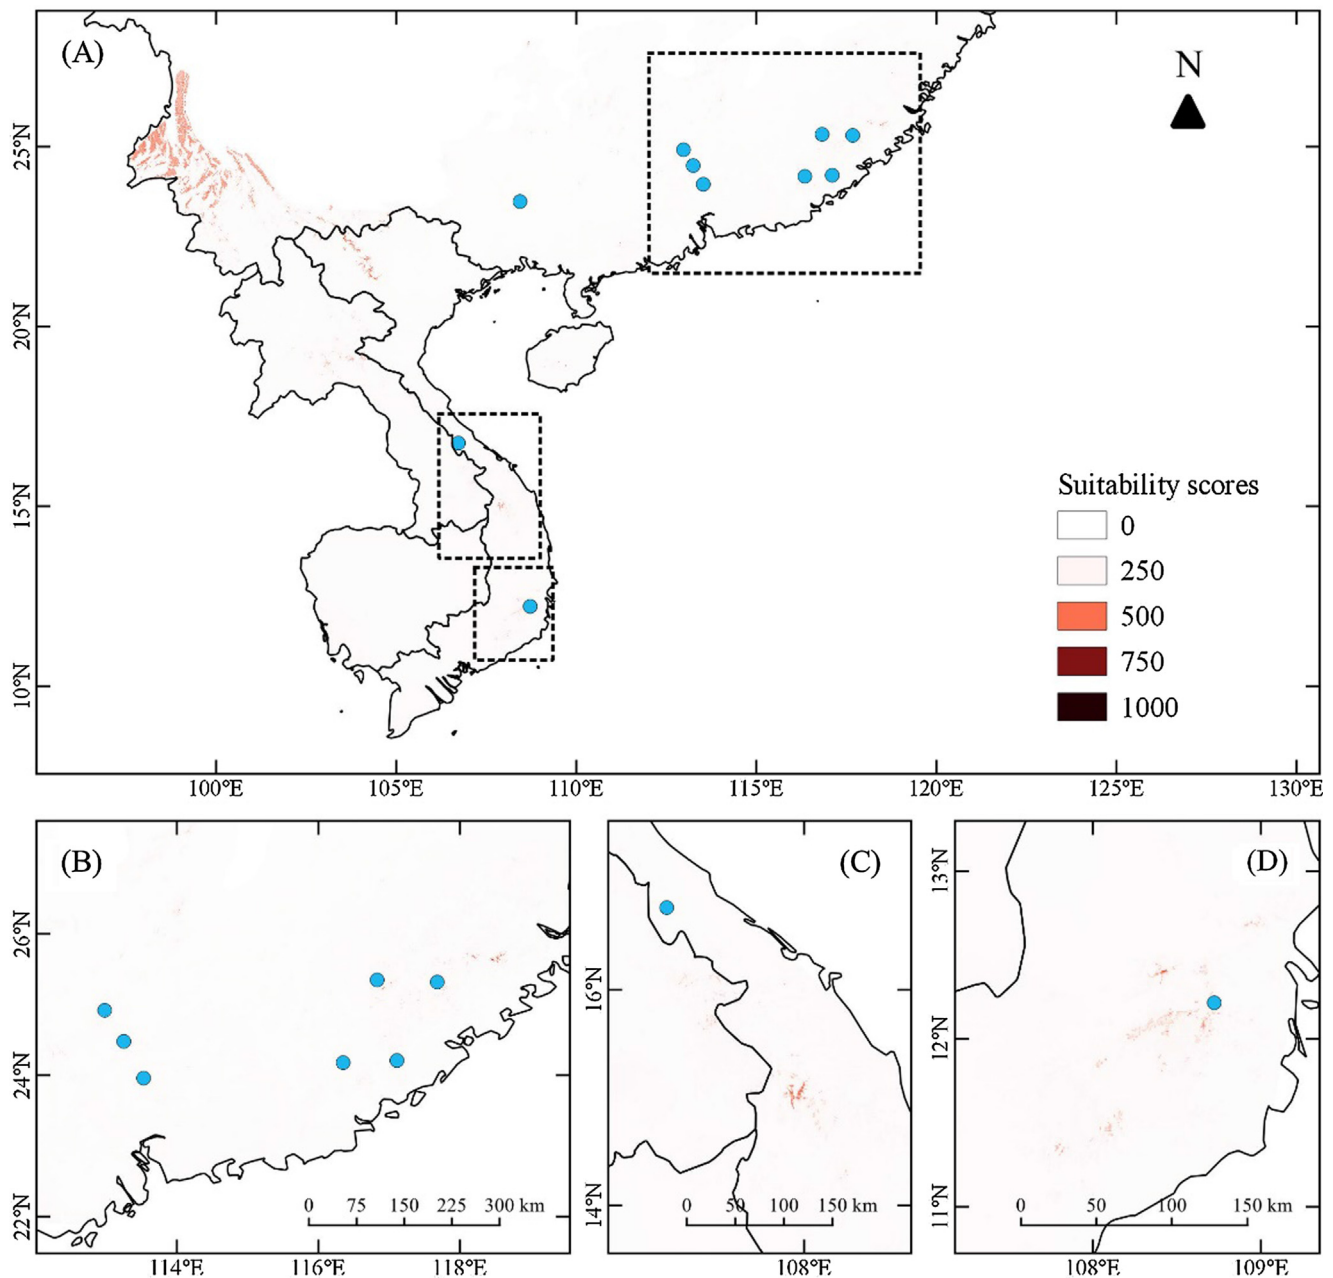 (A)
N
25°N
20°N
15°N
10°N
Suitability scores
0
250
500
750
1000
100°E 105°E 110°E 115°E 120°E 125°E 130°E
(B)
26°N
24°N
22°N
0 75 150 225 300 km
114°E 116°E 118°E
(C)
16°N
14°N
0 50 100 150 km
108°E
(D)
13°N
12°N
11°N
0 50 100 150 km
108°E 109°E